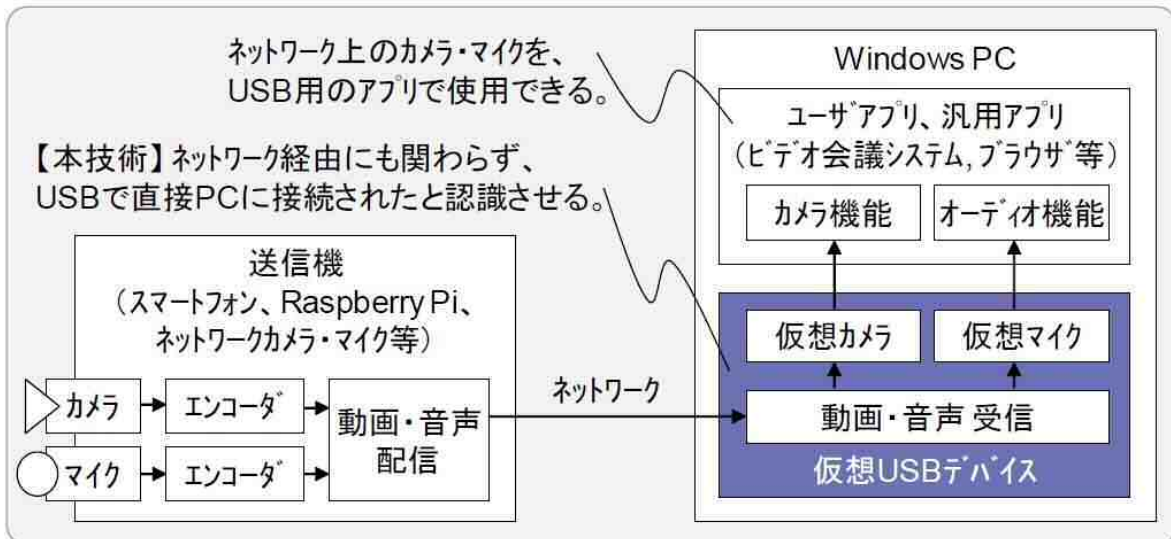 ネットワーク上のカメラ・マイクを、
USB用のアプリで使用できる。
【本技術】ネットワーク経由にも関わらず、
USBで直接PCに接続されたと認識させる。
送信機
（スマートフォン、Raspberry Pi、
ネットワークカメラ・マイク等）
カメラ
エンコーダ
マイク
エンコーダ
動画・音声
配信
ネットワーク
Windows PC
ユーザアプリ、汎用アプリ
（ビデオ会議システム,ブラウザ等）
カメラ機能
オーディオ機能
仮想カメラ
仮想マイク
動画・音声 受信
仮想USBデバイス